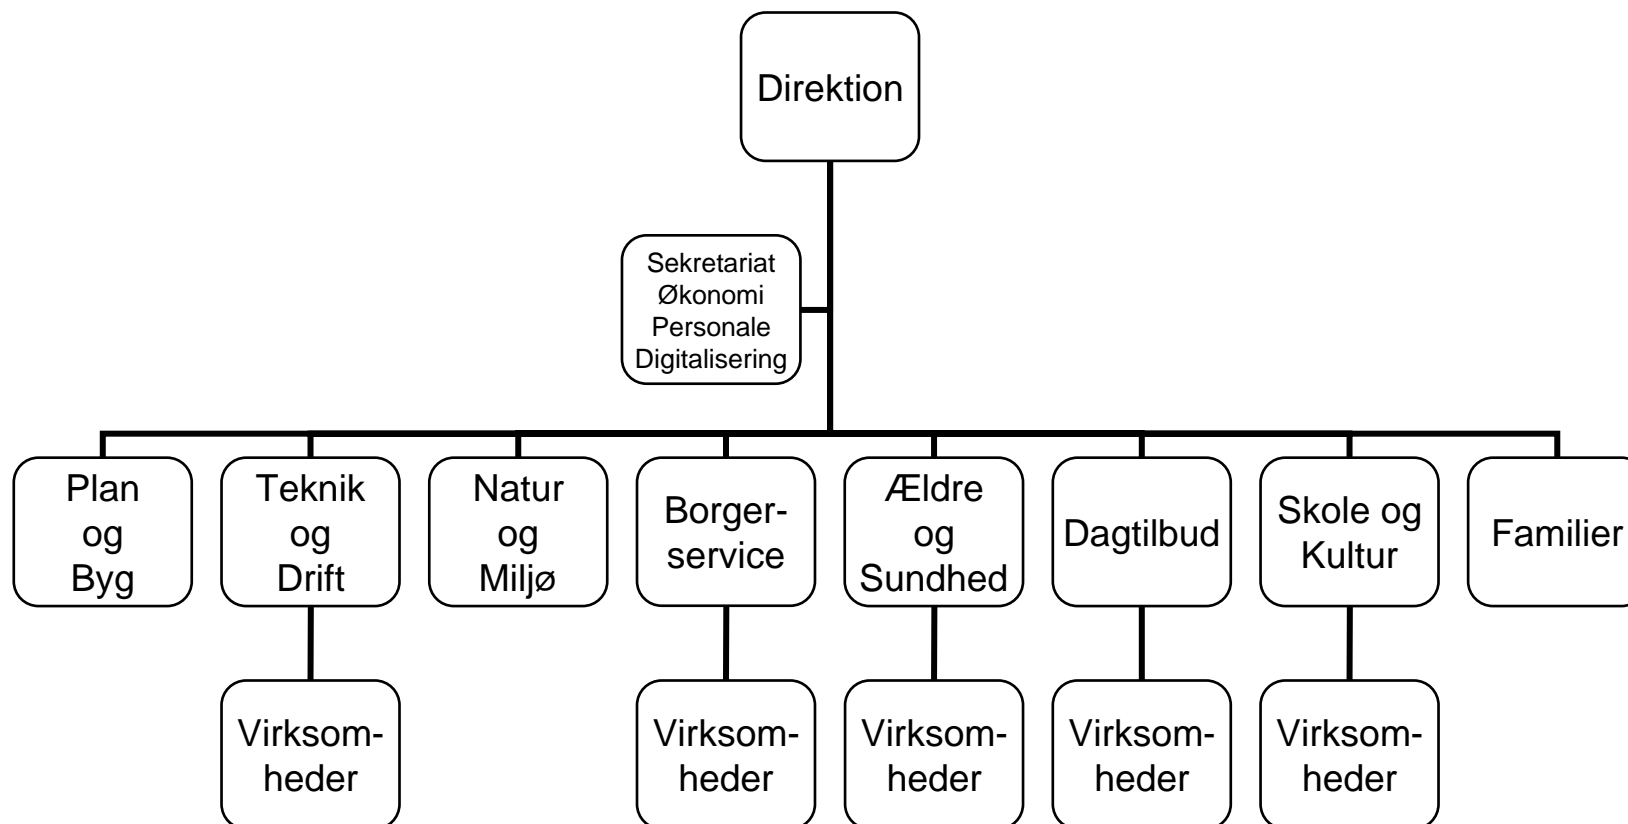 Direktion
Sekretariat
Økonomi
Personale
Digitalisering
Plan
og
Byg
Teknik
og
Drift
Natur
og
Miljø
Borger-
service
Ældre
og
Sundhed
Dagtilbud
Skole og
Kultur
Familier
Virksom-
heder
Virksom-
heder
Virksom-
heder
Virksom-
heder
Virksom-
heder